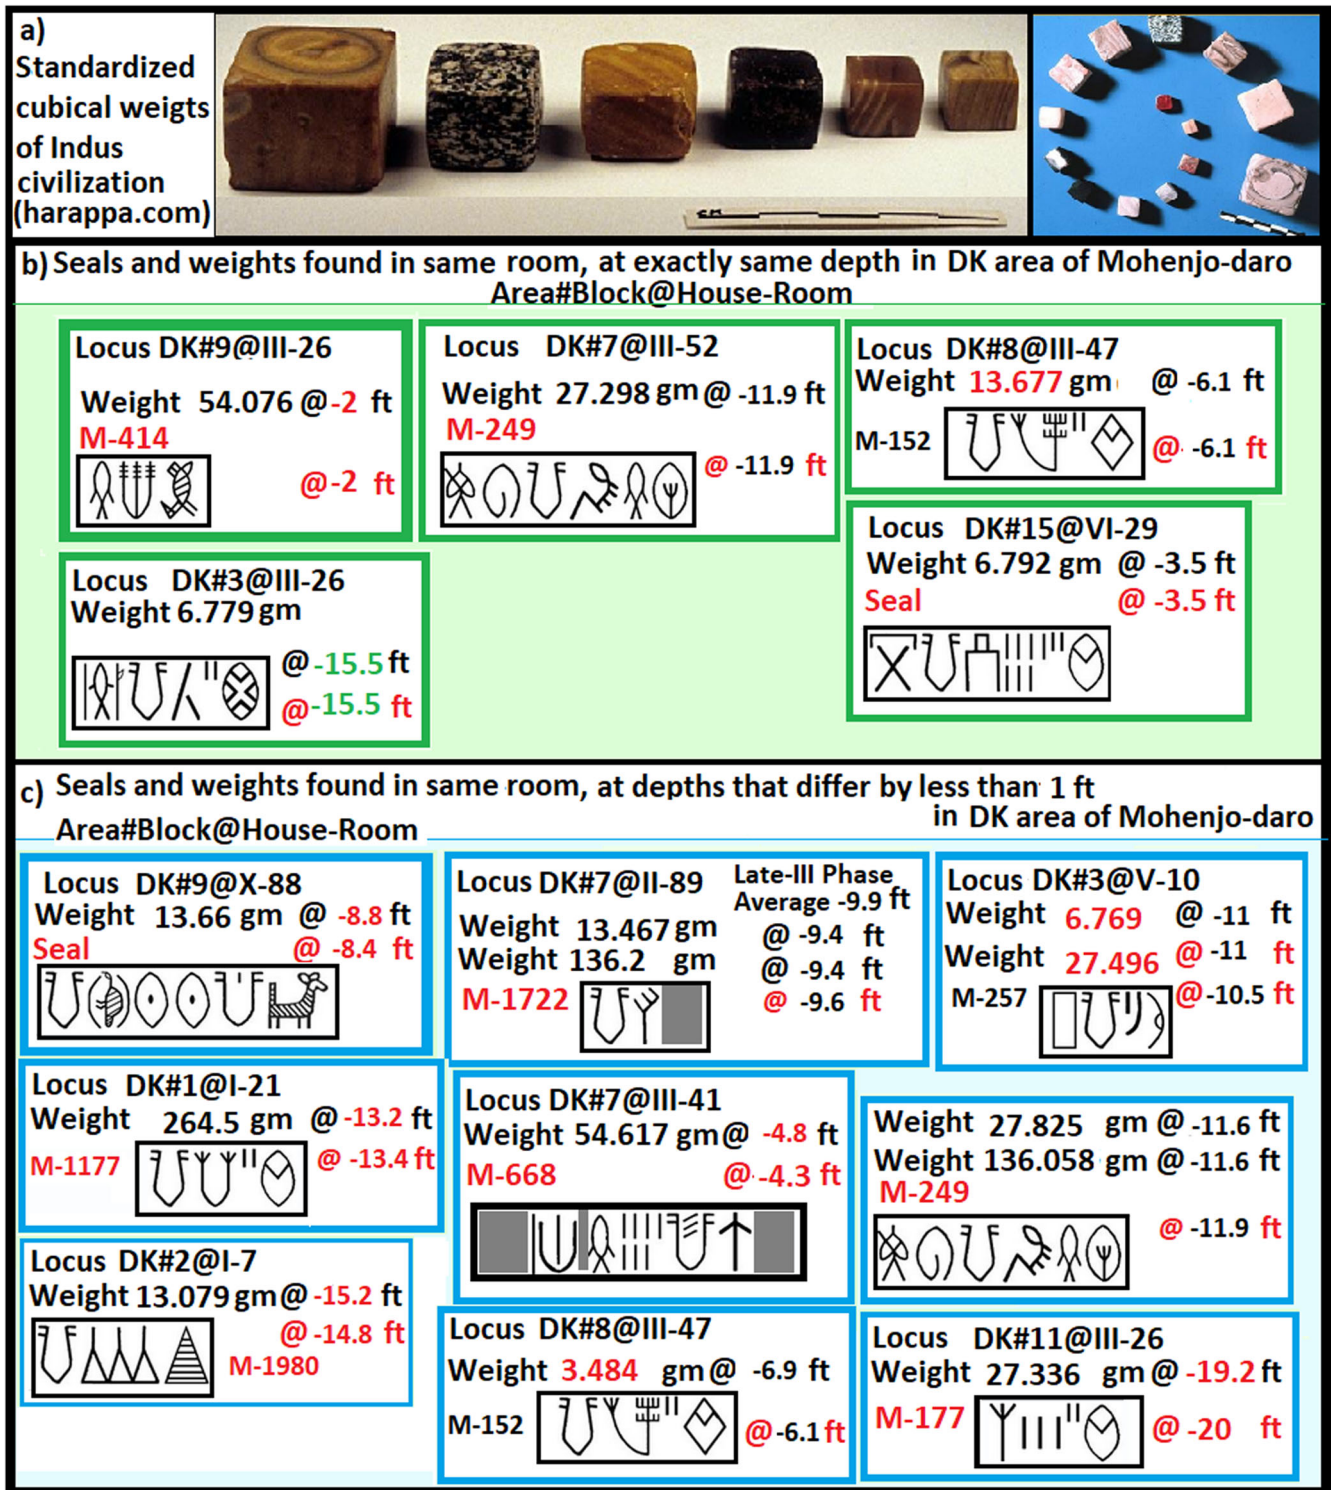 a)
Standardized
cubical weigts
of Indus
civilization
(harappa.com)
b) Seals and weights found in same room, at exactly same depth in DK area of Mohenjo-daro
Area#Block@House-Room
Locus DK#9@III-26
Weight 54.076 @ -2 ft
M-414
@ -2 ft
Locus DK#7@III-52
Weight 27.298 gm @ -11.9 ft
M-249
@ -11.9 ft
Locus DK#8@III-47
Weight 13.677 gm @ -6.1 ft
M-152
@ -6.1 ft
Locus DK#3@III-26
Weight 6.779 gm
@ -15.5 ft
@ -15.5 ft
Locus DK#15@VI-29
Weight 6.792 gm @ -3.5 ft
Seal @ -3.5 ft
c) Seals and weights found in same room, at depths that differ by less than 1 ft
in DK area of Mohenjo-daro
Area#Block@House-Room
Locus DK#9@X-88
Weight 13.66 gm @ -8.8 ft
Seal @ -8.4 ft
Locus DK#7@II-89
Late-III Phase
Average -9.9 ft
Weight 13.467 gm @ -9.4 ft
Weight 136.2 gm @ -9.4 ft
M-1722 @ -9.6 ft
Locus DK#3@V-10
Weight 6.769 @ -11 ft
Weight 27.496 @ -11 ft
M-257 @ -10.5 ft
Locus DK#1@I-21
Weight 264.5 gm @ -13.2 ft
M-1177 @ -13.4 ft
Locus DK#7@III-41
Weight 54.617 gm @ -4.8 ft
M-668 @ -4.3 ft
Weight 27.825 gm @ -11.6 ft
Weight 136.058 gm @ -11.6 ft
M-249
@ -11.9 ft
Locus DK#2@I-7
Weight 13.079 gm @ -15.2 ft
@ -14.8 ft
M-1980
Locus DK#8@III-47
Weight 3.484 gm @ -6.9 ft
M-152 @ -6.1 ft
Locus DK#11@III-26
Weight 27.336 gm @ -19.2 ft
M-177 @ -20 ft